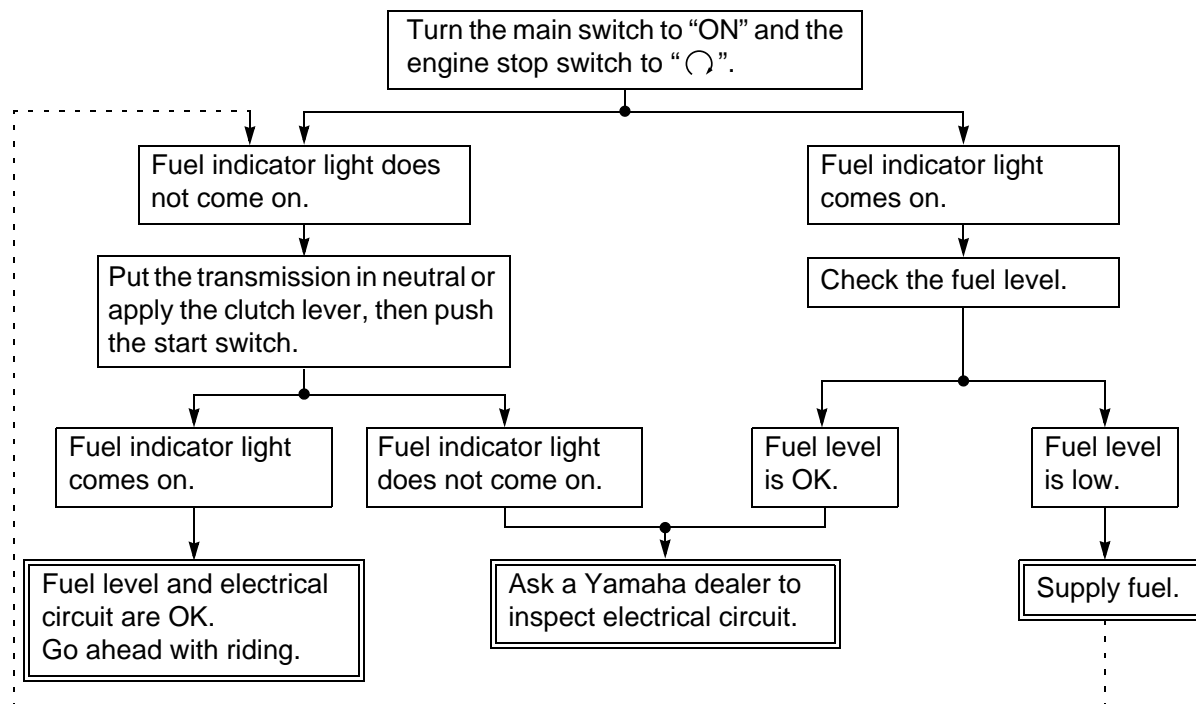 Turn the main switch to “ON” and the
engine stop switch to “ ”.
Fuel indicator light does
not come on.
Fuel indicator light
comes on.
Put the transmission in neutral or
apply the clutch lever, then push
the start switch.
Check the fuel level.
Fuel indicator light
comes on.
Fuel indicator light
does not come on.
Fuel level
is OK.
Fuel level
is low.
Fuel level and electrical
circuit are OK.
Go ahead with riding.
Ask a Yamaha dealer to
inspect electrical circuit.
Supply fuel.